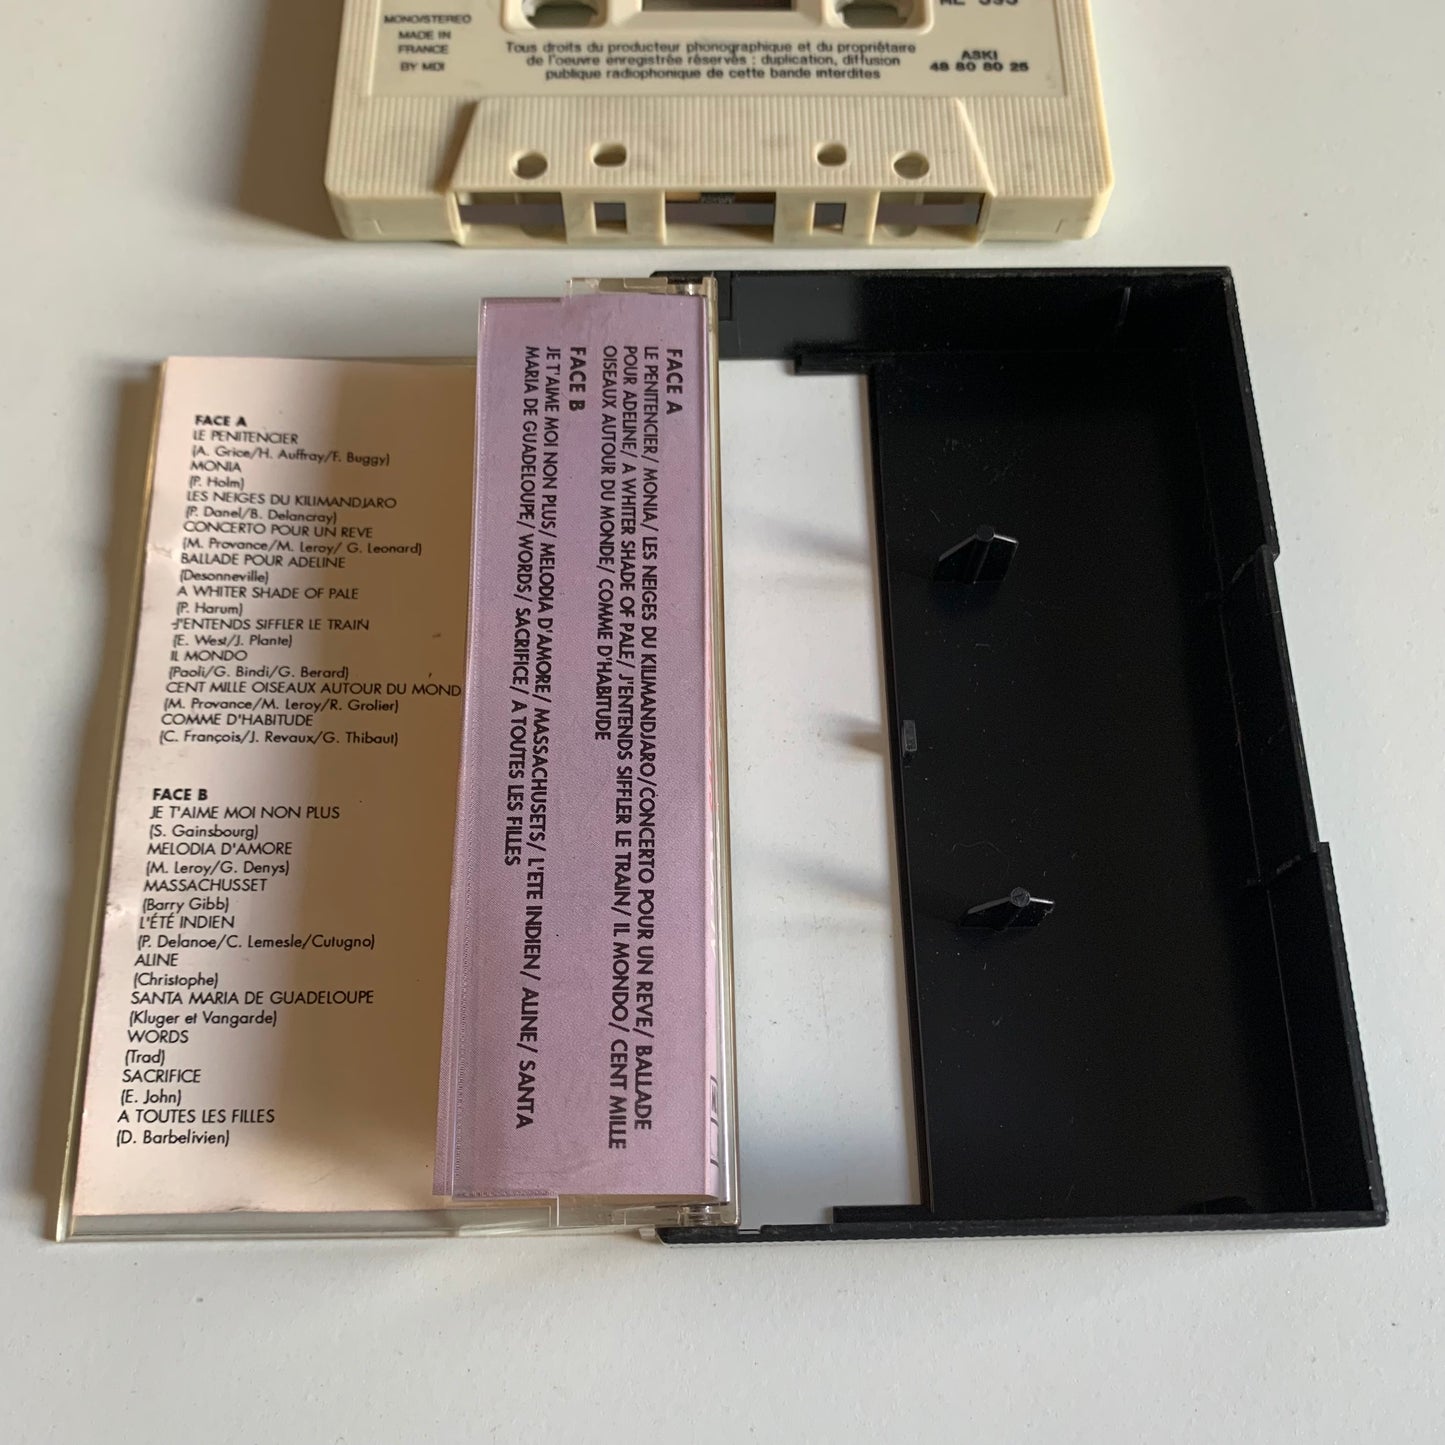 MONO/STEREO
MADE IN
FRANCE
BY MDI
Tous droits du producteur phonographique et du propriétaire
de l'oeuvre enregistrée réservés : duplication, diffusion
publique radiophonique de cette bande interdites
ASKI
48 80 80 25
FACE A
LE PENITENCIER
(A. Grice/H. Auffray/F. Buggy)
MONIA
(P. Holm)
LES NEIGES DU KILIMANDJARO
(P. Danel/B. Delancray)
CONCERTO POUR UN REVE
(M. Provance/M. Leroy/ G. Leonard)
BALLADE POUR ADELINE
(Desonneville)
A WHITER SHADE OF PALE
(P. Harum)
J'ENTENDS SIFFLER LE TRAIN
(E. West/J. Plante)
IL MONDO
(Paoli/G. Bindi/G. Berard)
CENT MILLE OISEAUX AUTOUR DU MOND
(M. Provance/M. Leroy/R. Grolier)
COMME D'HABITUDE
(C. François/J. Revaux/G. Thibaut)
FACE B
JE T'AIME MOI NON PLUS
(S. Gainsbourg)
MELODIA D'AMORE
(M. Leroy/G. Denys)
MASSACHUSSET
(Barry Gibb)
L'ÉTÉ INDIEN
(P. Delanoe/C. Lemesle/Cutugno)
ALINE
(Christophe)
SANTA MARIA DE GUADELOUPE
(Kluger et Vangarde)
WORDS
(Trad)
SACRIFICE
(E. John)
A TOUTES LES FILLES
(D. Barbelivien)
FACE A
LE PENITENCIER/ MONIA/ LES NEIGES DU KILIMANDJARO/CONCERTO POUR UN REVE/ BALLADE
POUR ADELINE/ A WHITER SHADE OF PALE/ J'ENTENDS SIFFLER LE TRAIN/ IL MONDO/ CENT MILLE
OISEAUX AUTOUR DU MONDE/ COMME D'HABITUDE
FACE B
JE T'AIME MOI NON PLUS/ MELODIA D'AMORE/ MASSACHUSETS/ L'ETE INDIEN/ ALINE/ SANTA
MARIA DE GUADELOUPE/ WORDS/ SACRIFICE/ A TOUTES LES FILLES